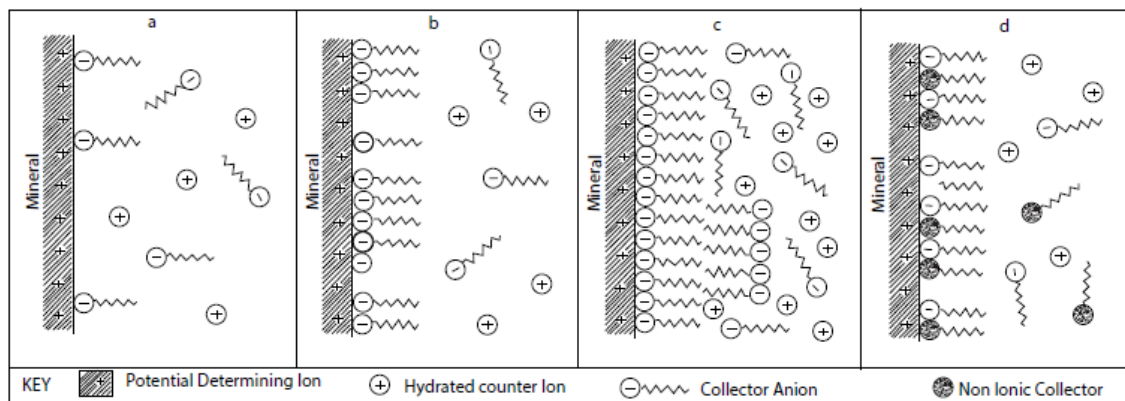 a b c d
Mineral Mineral Mineral Mineral
KEY Potential Determining Ion Hydrated counter Ion Collector Anion Non Ionic Collector